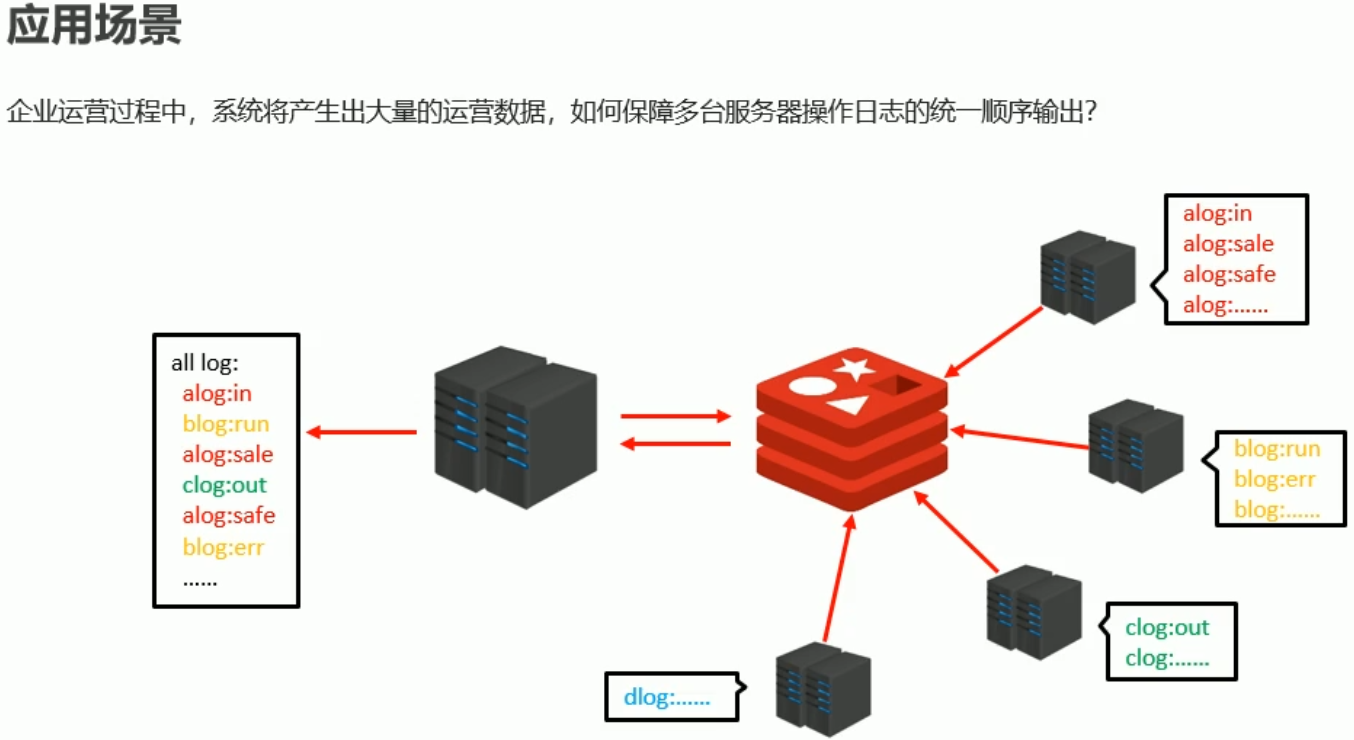 应用场景
企业运营过程中，系统将产生出大量的运营数据，如何保障多台服务器操作日志的统一顺序输出？
all log:
alog:in
blog:run
alog:sale
clog:out
alog:safe
blog:err
......
alog:in
alog:sale
alog:safe
alog:......
blog:run
blog:err
blog:......
clog:out
clog:......
dlog:.......